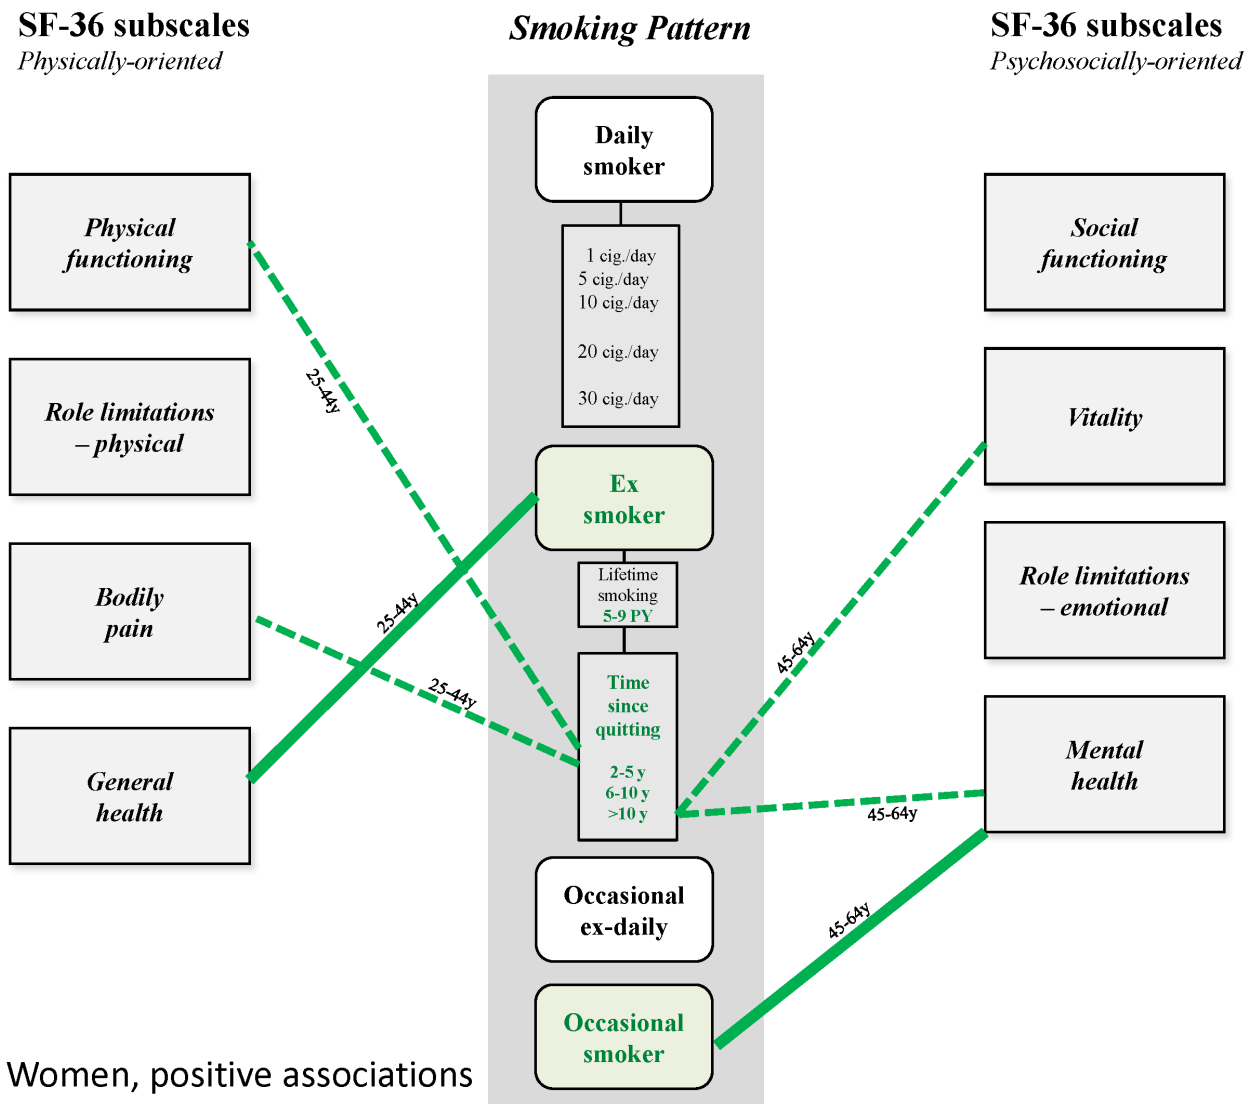 SF-36 subscales
Physically-oriented
Smoking Pattern
SF-36 subscales
Psychosocially-oriented
Physical
functioning
Role limitations
– physical
Bodily
pain
General
health
25-44y
25-44y
25-44y
Daily
smoker
1 cig./day
5 cig./day
10 cig./day
20 cig./day
30 cig./day
Ex
smoker
Lifetime
smoking
5-9 PY
Time
since
quitting
2-5 y
6-10 y
>10 y
Occasional
ex-daily
Occasional
smoker
45-64y
45-64y
45-64y
Social
functioning
Vitality
Role limitations
– emotional
Mental
health
Women, positive associations